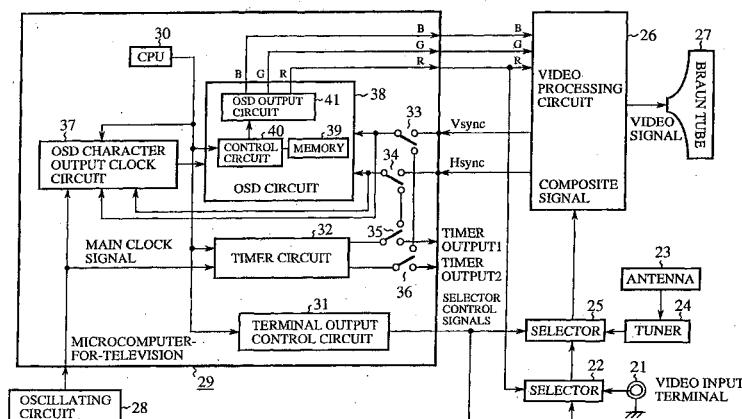 30
CPU
B
G
R
B
G
R
B
G
R
26
27
VIDEO
PROCESSING
CIRCUIT
BRAUN TUBE
VIDEO
SIGNAL
COMPOSITE
SIGNAL
38
OSD OUTPUT
CIRCUIT
41
37
OSD CHARACTER
OUTPUT CLOCK
CIRCUIT
40
39
CONTROL
CIRCUIT
MEMORY
OSD CIRCUIT
33
Vsync
34
Hsync
MAIN CLOCK
SIGNAL
32
TIMER CIRCUIT
35
36
TIMER
OUTPUT1
TIMER
OUTPUT2
23
ANTENNA
31
TERMINAL OUTPUT
CONTROL CIRCUIT
SELECTOR
CONTROL
SIGNALS
25
SELECTOR
24
TUNER
MICROCOMPUTER-
FOR-TELEVISION
29
22
SELECTOR
21
VIDEO INPUT
TERMINAL
OSCILLATING
CIRCUIT
28